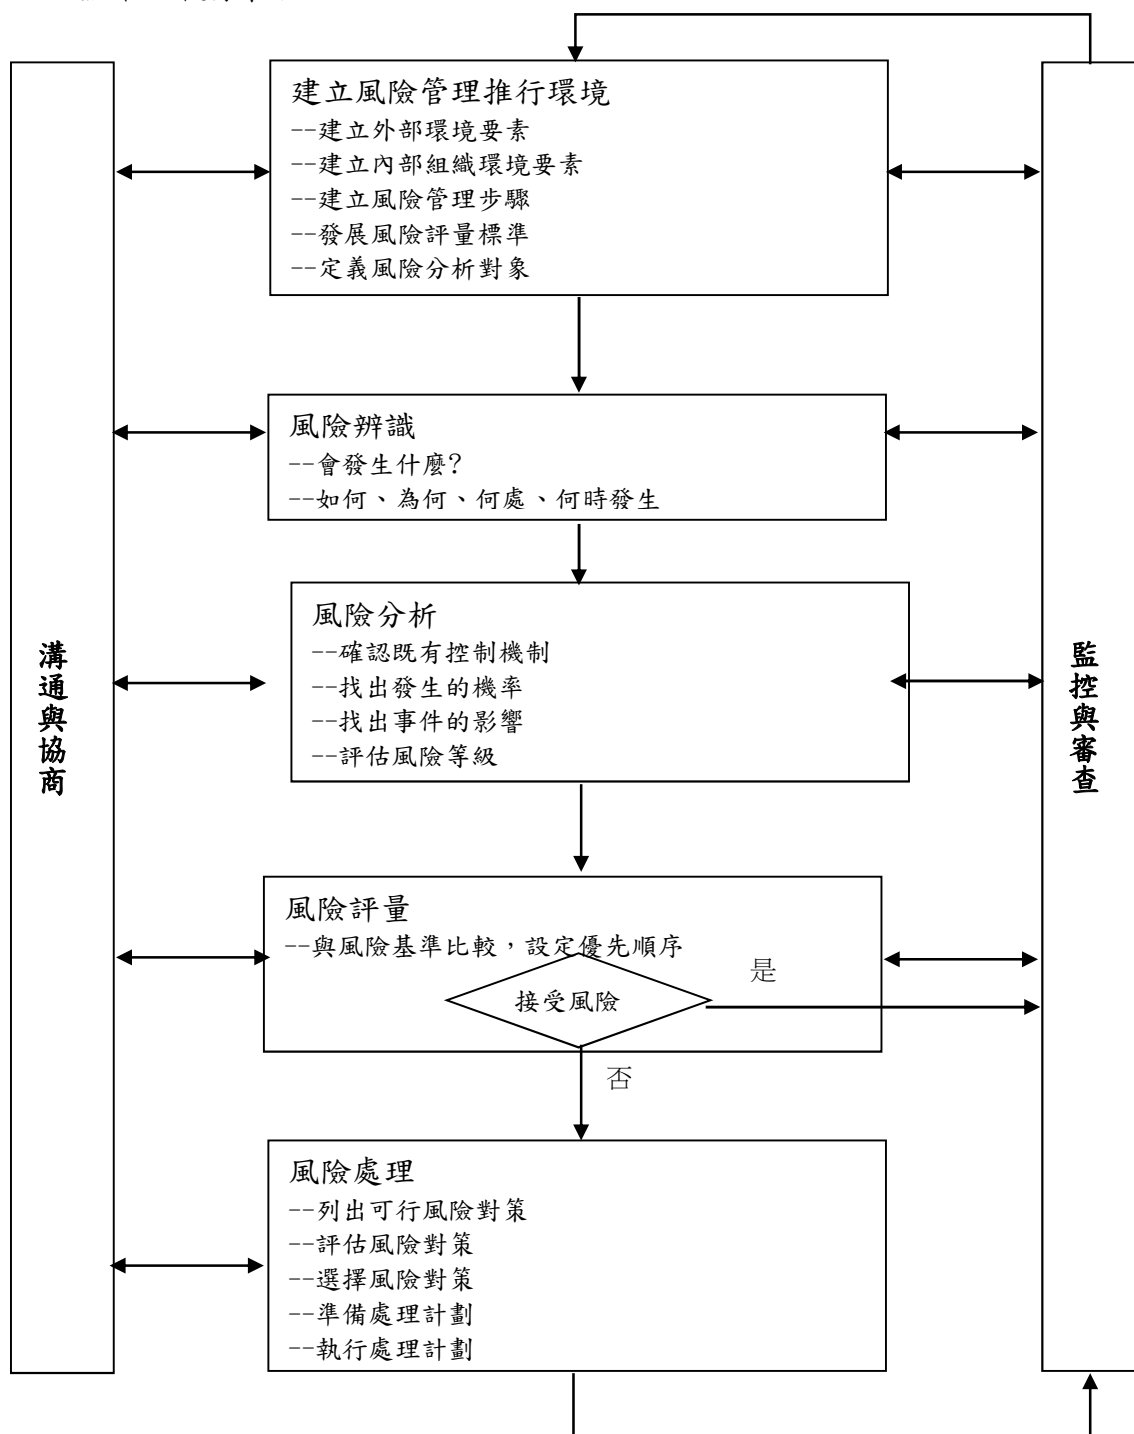 建立風險管理推行環境
--建立外部環境要素
--建立內部組織環境要素
--建立風險管理步驟
--發展風險評量標準
--定義風險分析對象
風險辨識
--會發生什麼?
--如何、為何、何處、何時發生
風險分析
--確認既有控制機制
--找出發生的機率
--找出事件的影響
--評估風險等級
溝通與協商
監控與審查
風險評量
--與風險基準比較，設定優先順序
是
接受風險
否
風險處理
--列出可行風險對策
--評估風險對策
--選擇風險對策
--準備處理計劃
--執行處理計劃